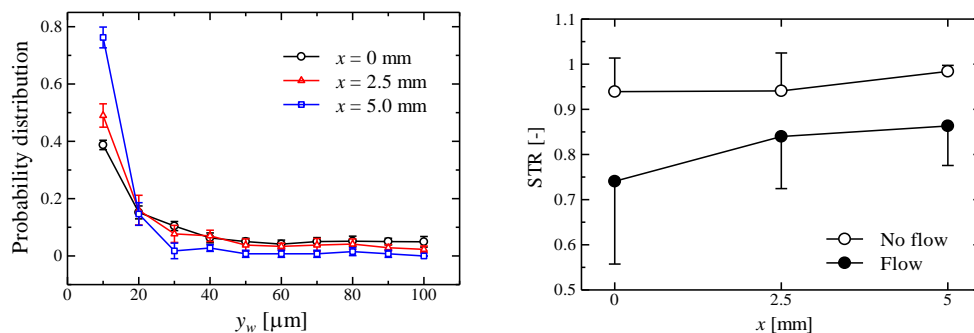 0.8
0.6
0.4
0.2
0
Probability distribution
x = 0 mm
x = 2.5 mm
x = 5.0 mm
0 20 40 60 80 100
y_w [μm]
1.1
1
0.9
0.8
0.7
0.6
0.5
STR [-]
No flow
Flow
0 2.5 5
x [mm]